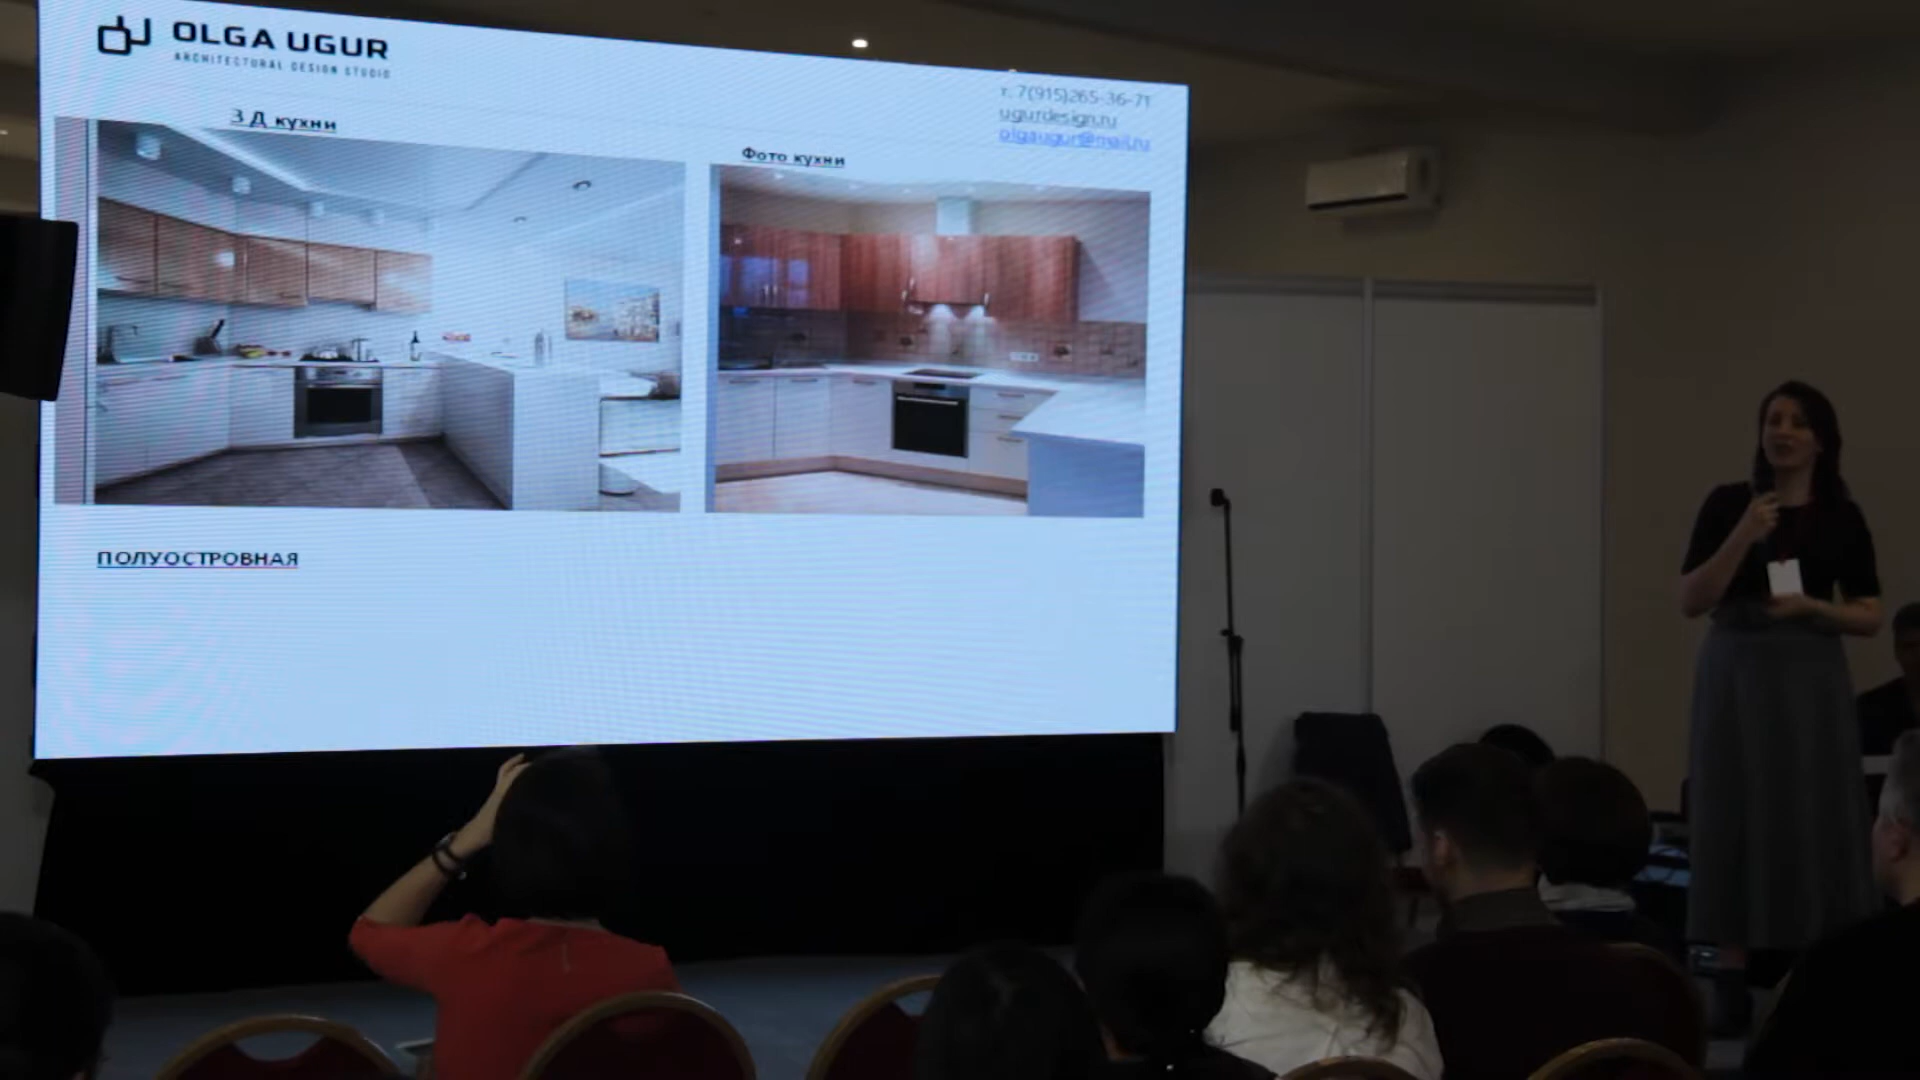 OLGA UGUR
ARCHITECTURAL DESIGN STUDIO
т. 7(915)265-36-71
ugurdesign.ru
olgaugur@mail.ru
3 Д кухни
Фото кухни
ПОЛУОСТРОВНАЯ